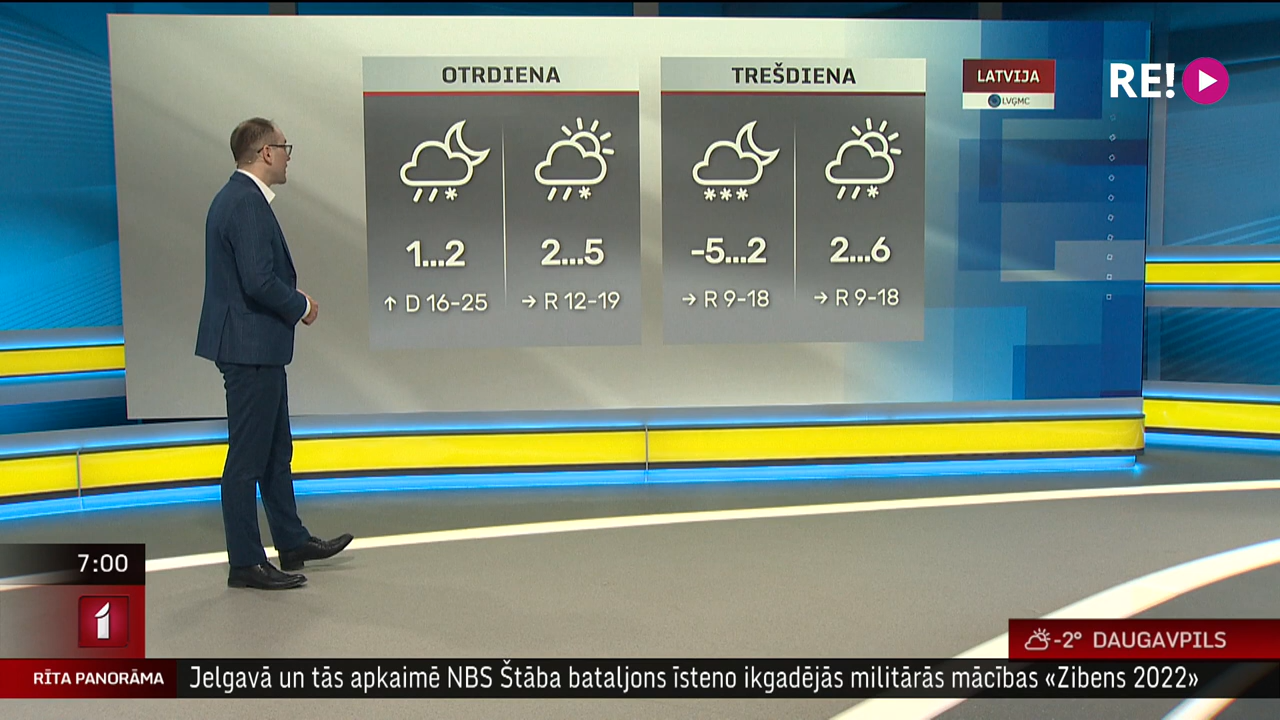 OTRDIENA
TREŠDIENA
LATVIJA
LVĢMC
RE!
1...2
2...5
-5...2
2...6
↑ D 16-25
→ R 12-19
→ R 9-18
→ R 9-18
7:00
1
-2° DAUGAVPILS
RĪTA PANORĀMA
Jelgavā un tās apkaimē NBS Štāba bataljons īsteno ikgadējās militārās mācības «Zibens 2022»